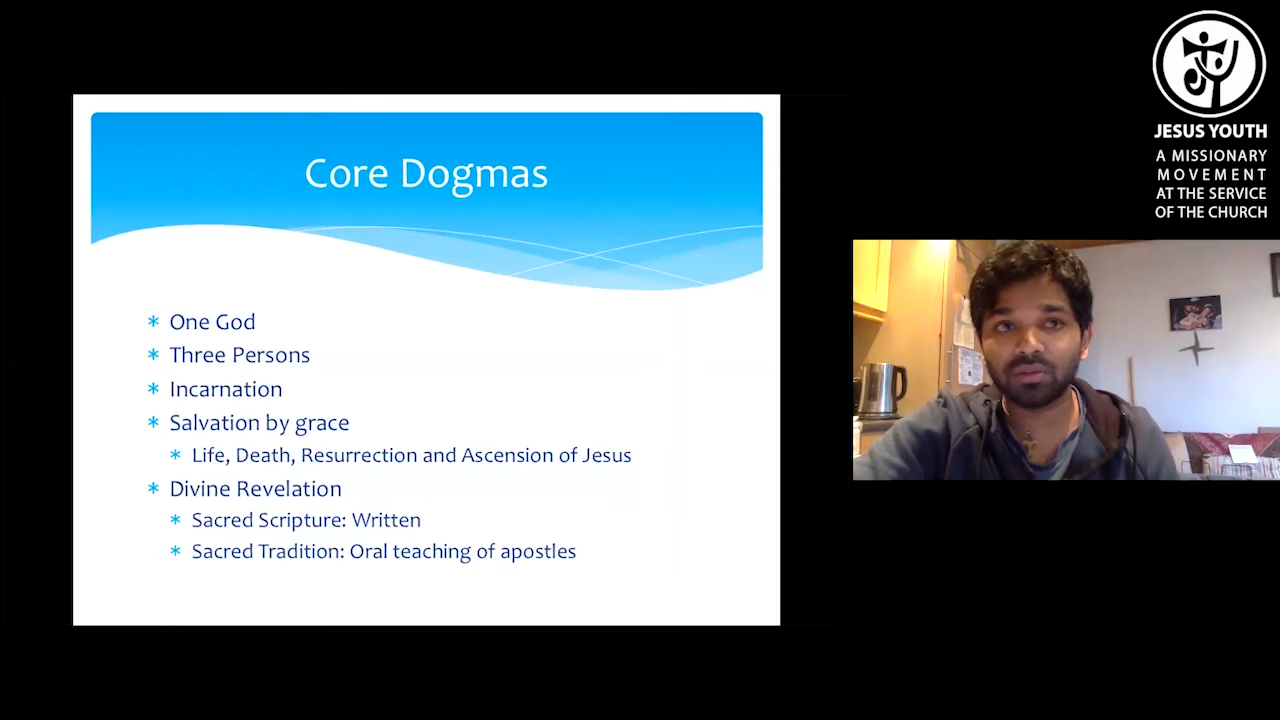 Core Dogmas
* One God
* Three Persons
* Incarnation
* Salvation by grace
* Life, Death, Resurrection and Ascension of Jesus
* Divine Revelation
* Sacred Scripture: Written
* Sacred Tradition: Oral teaching of apostles
JESUS YOUTH
A MISSIONARY
MOVEMENT
AT THE SERVICE
OF THE CHURCH